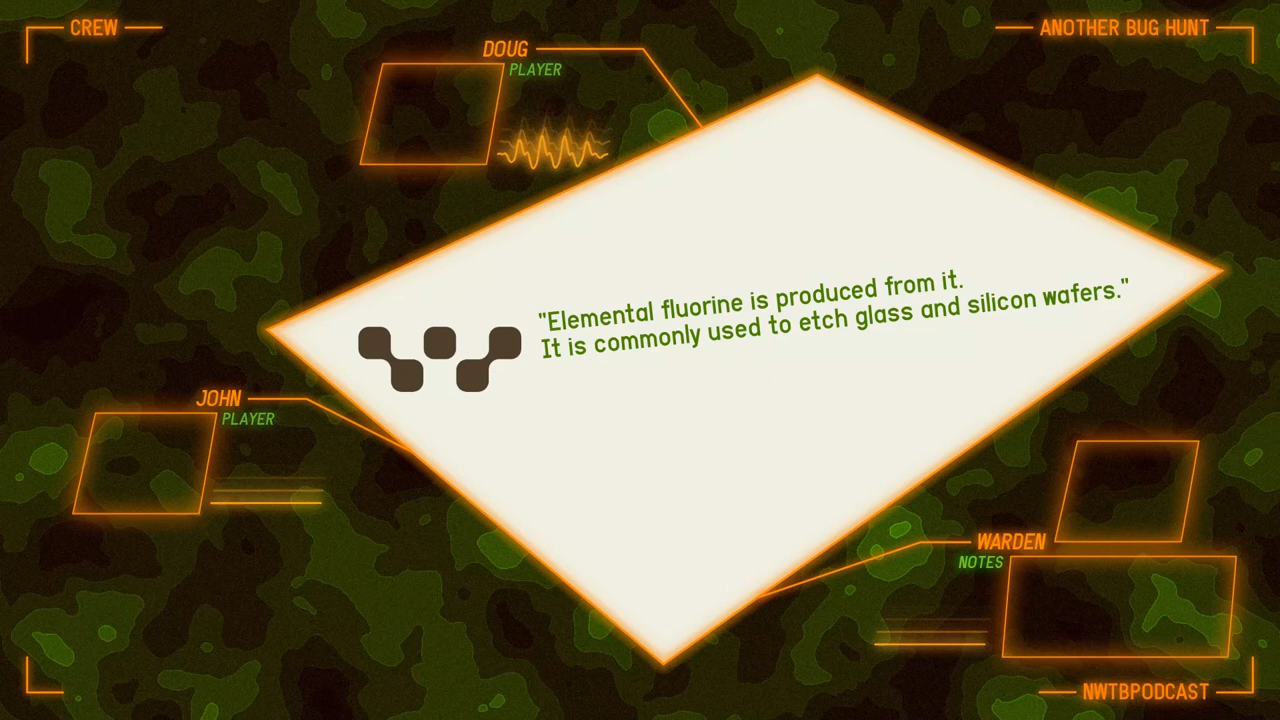 CREW
ANOTHER BUG HUNT
DOUG
PLAYER
"Elemental fluorine is produced from it.
It is commonly used to etch glass and silicon wafers."
JOHN
PLAYER
WARDEN
NOTES
NWTBPODCAST